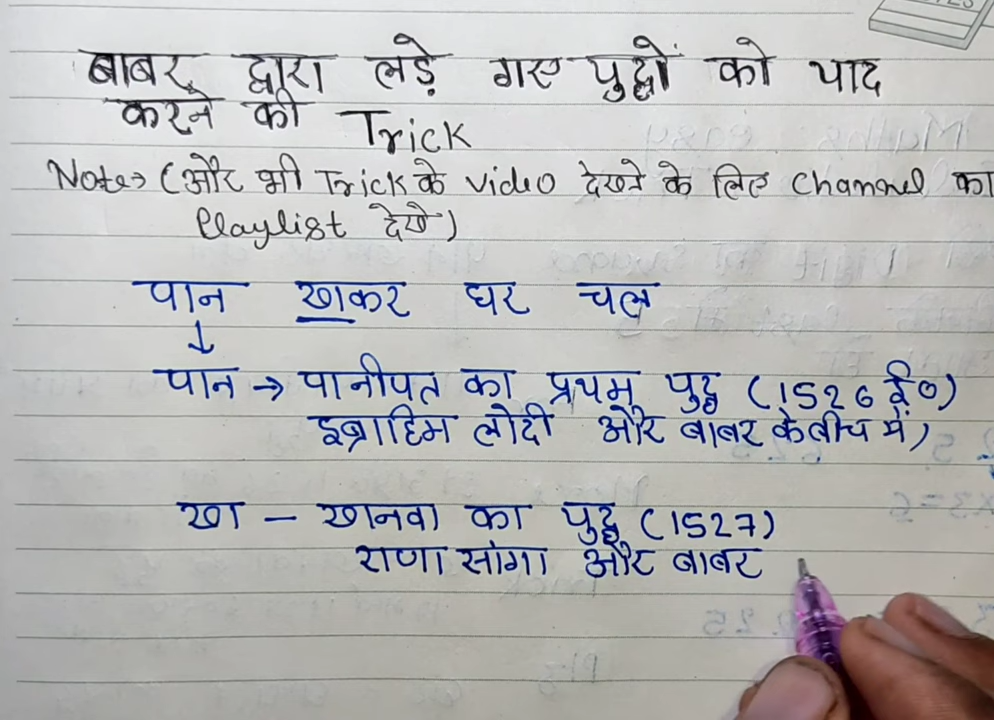 बाबर द्वारा लड़े गए युद्धों को याद
करने की Trick
Note→ (और भी Trick के video देखने के लिए channel का
Playlist देखें)
पान खाकर घर चल
↓
पान → पानीपत का प्रथम युद्ध (1526 ई०)
इब्राहिम लोदी और बाबर के बीच में)
खा – खानवा का युद्ध (1527)
राणा सांगा और बाबर